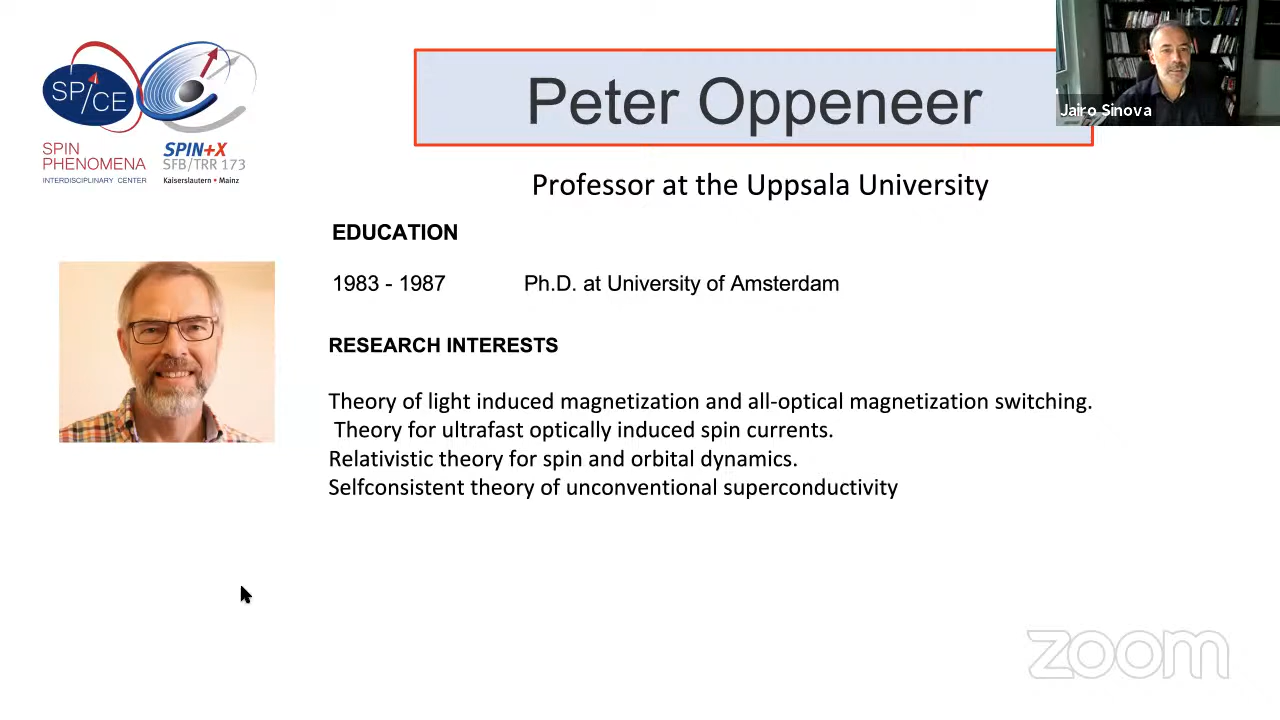 SPICE
SPIN
PHENOMENA
INTERDISCIPLINARY CENTER
SPIN+X
SFB/TRR 173
Kaiserslautern • Mainz
Peter Oppeneer
Jairo Sinova
Professor at the Uppsala University
EDUCATION
1983 - 1987 Ph.D. at University of Amsterdam
RESEARCH INTERESTS
Theory of light induced magnetization and all-optical magnetization switching.
Theory for ultrafast optically induced spin currents.
Relativistic theory for spin and orbital dynamics.
Selfconsistent theory of unconventional superconductivity
zoom